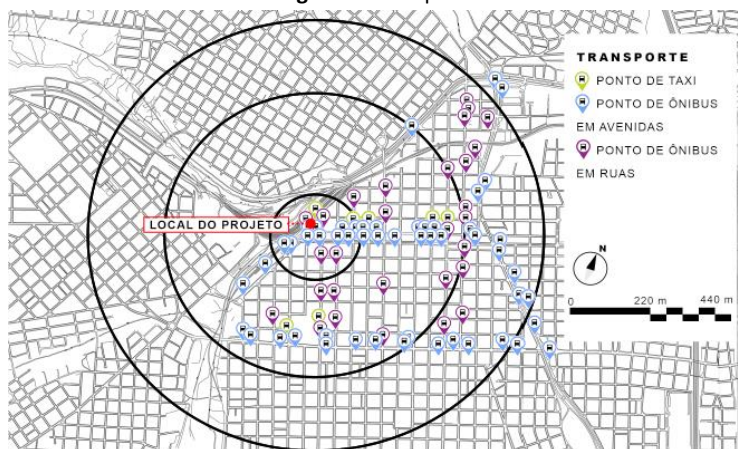 LOCAL DO PROJETO
TRANSPORTE
PONTO DE TAXI
PONTO DE ÔNIBUS
EM AVENIDAS
PONTO DE ÔNIBUS
EM RUAS
N
0 220 m 440 m